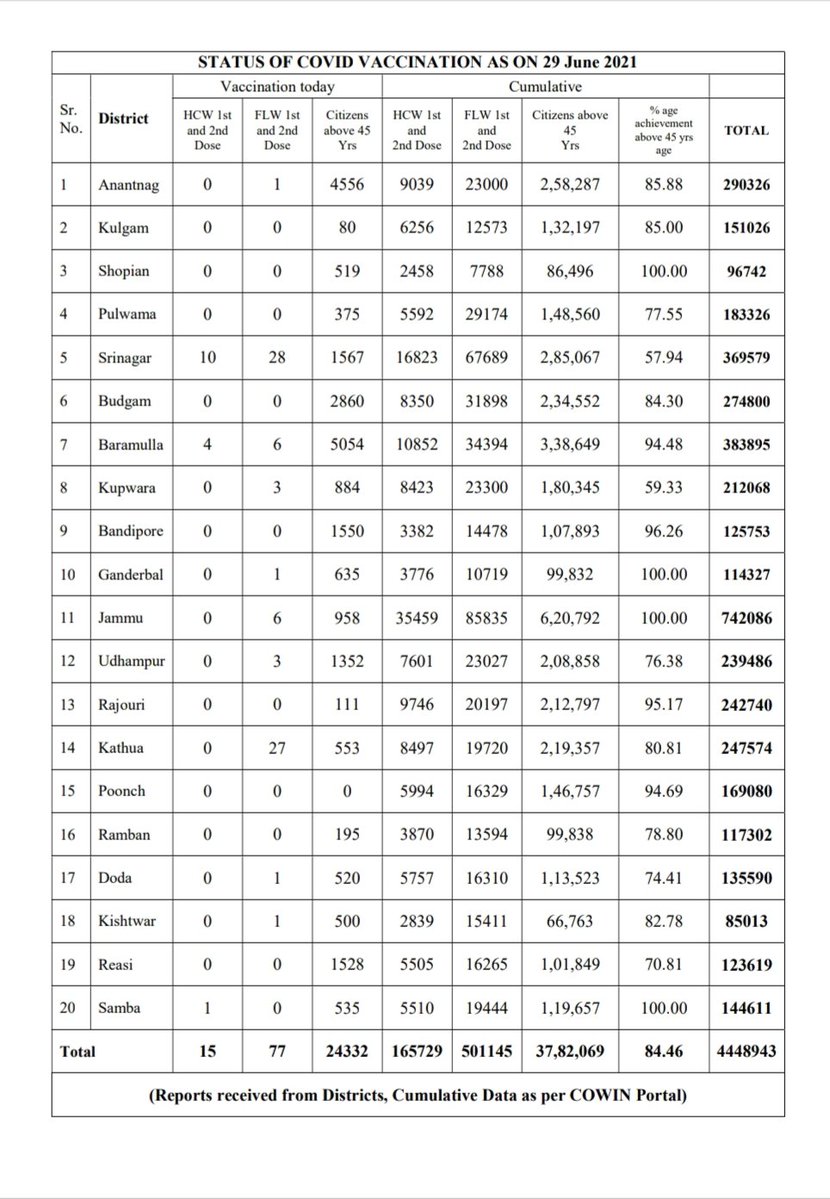 STATUS OF COVID VACCINATION AS ON 29 June 2021
Sr. No. District Vaccination today Cumulative
HCW 1st and 2nd Dose FLW 1st and 2nd Dose Citizens above 45 Yrs HCW 1st and 2nd Dose FLW 1st and 2nd Dose Citizens above 45 Yrs % age achievement above 45 yrs age TOTAL
1 Anantnag 0 1 4556 9039 23000 2,58,287 85.88 290326
2 Kulgam 0 0 80 6256 12573 1,32,197 85.00 151026
3 Shopian 0 0 519 2458 7788 86,496 100.00 96742
4 Pulwama 0 0 375 5592 29174 1,48,560 77.55 183326
5 Srinagar 10 28 1567 16823 67689 2,85,067 57.94 369579
6 Budgam 0 0 2860 8350 31898 2,34,552 84.30 274800
7 Baramulla 4 6 5054 10852 34394 3,38,649 94.48 383895
8 Kupwara 0 3 884 8423 23300 1,80,345 59.33 212068
9 Bandipore 0 0 1550 3382 14478 1,07,893 96.26 125753
10 Ganderbal 0 1 635 3776 10719 99,832 100.00 114327
11 Jammu 0 6 958 35459 85835 6,20,792 100.00 742086
12 Udhampur 0 3 1352 7601 23027 2,08,858 76.38 239486
13 Rajouri 0 0 111 9746 20197 2,12,797 95.17 242740
14 Kathua 0 27 553 8497 19720 2,19,357 80.81 247574
15 Poonch 0 0 0 5994 16329 1,46,757 94.69 169080
16 Ramban 0 0 195 3870 13594 99,838 78.80 117302
17 Doda 0 1 520 5757 16310 1,13,523 74.41 135590
18 Kishtwar 0 1 500 2839 15411 66,763 82.78 85013
19 Reasi 0 0 1528 5505 16265 1,01,849 70.81 123619
20 Samba 1 0 535 5510 19444 1,19,657 100.00 144611
Total 15 77 24332 165729 501145 37,82,069 84.46 4448943
(Reports received from Districts, Cumulative Data as per COWIN Portal)